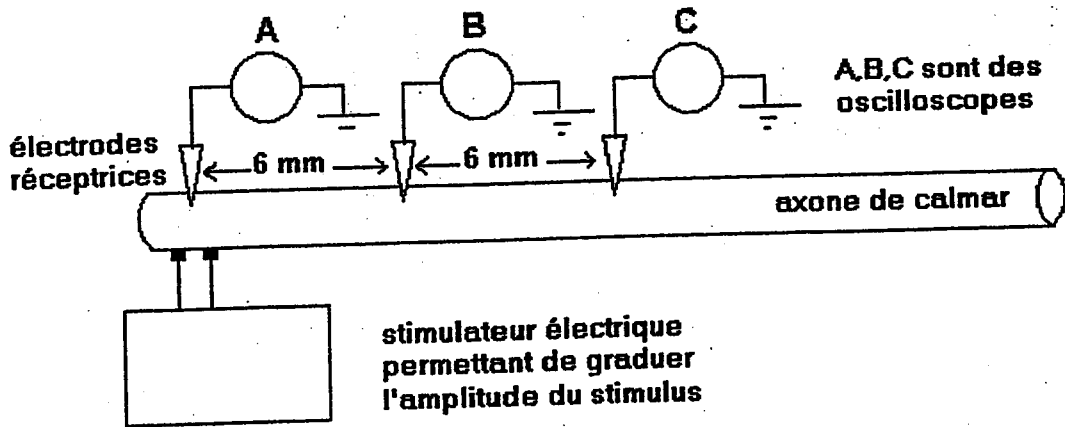 A
B
C
A,B,C sont des
oscilloscopes
électrodes
réceptrices
6 mm
6 mm
axone de calmar
stimulateur électrique
permettant de graduer
l'amplitude du stimulus